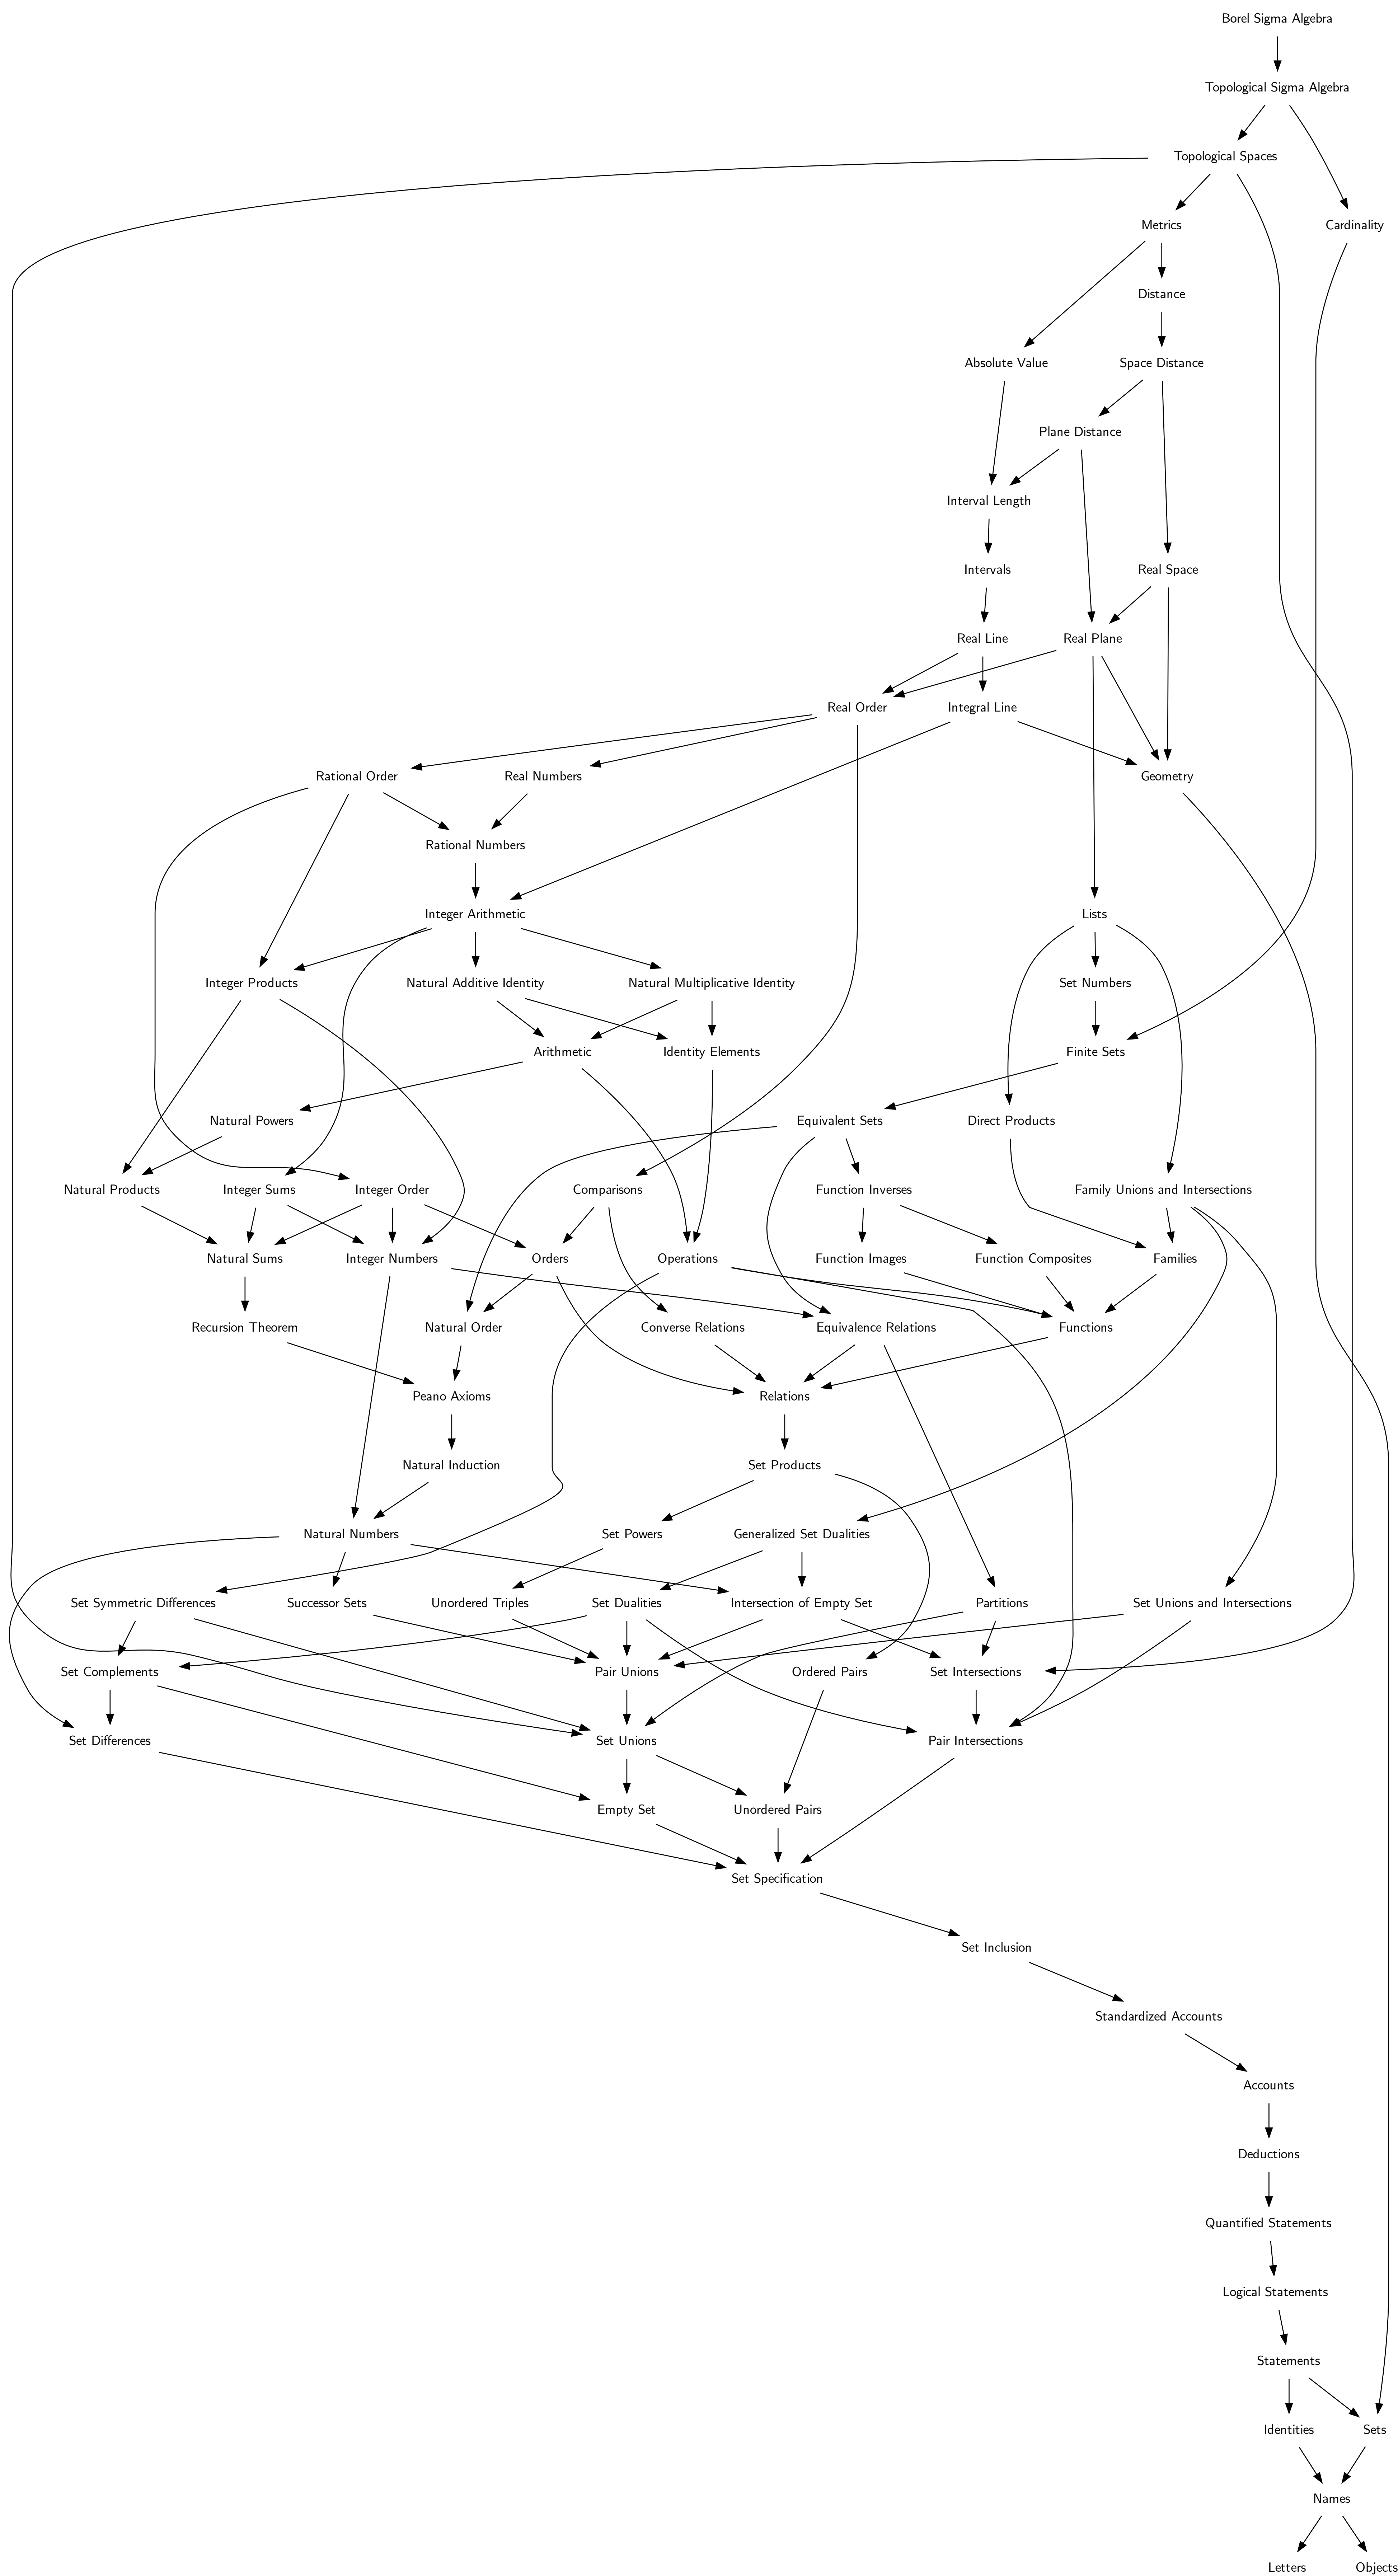 Borel Sigma Algebra
Topological Sigma Algebra
Topological Spaces
Metrics
Cardinality
Distance
Absolute Value
Space Distance
Plane Distance
Interval Length
Intervals
Real Space
Real Line
Real Plane
Real Order
Integral Line
Rational Order
Real Numbers
Geometry
Rational Numbers
Integer Arithmetic
Lists
Integer Products
Natural Additive Identity
Natural Multiplicative Identity
Set Numbers
Arithmetic
Identity Elements
Finite Sets
Natural Powers
Equivalent Sets
Direct Products
Natural Products
Integer Sums
Integer Order
Comparisons
Function Inverses
Family Unions and Intersections
Natural Sums
Integer Numbers
Orders
Operations
Function Images
Function Composites
Families
Recursion Theorem
Natural Order
Converse Relations
Equivalence Relations
Functions
Peano Axioms
Relations
Natural Induction
Set Products
Natural Numbers
Set Powers
Generalized Set Dualities
Set Symmetric Differences
Successor Sets
Unordered Triples
Set Dualities
Intersection of Empty Set
Partitions
Set Unions and Intersections
Set Complements
Pair Unions
Ordered Pairs
Set Intersections
Set Differences
Set Unions
Pair Intersections
Empty Set
Unordered Pairs
Set Specification
Set Inclusion
Standardized Accounts
Accounts
Deductions
Quantified Statements
Logical Statements
Statements
Identities
Sets
Names
Letters
Objects